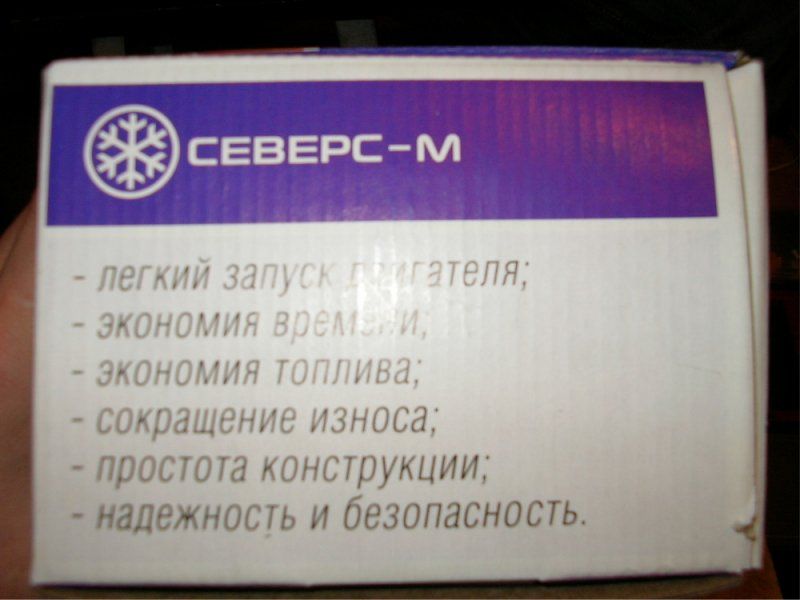 СЕВЕРС-М
- легкий запуск двигателя;
- экономия времени;
- экономия топлива;
- сокращение износа;
- простота конструкции;
- надежность и безопасность.